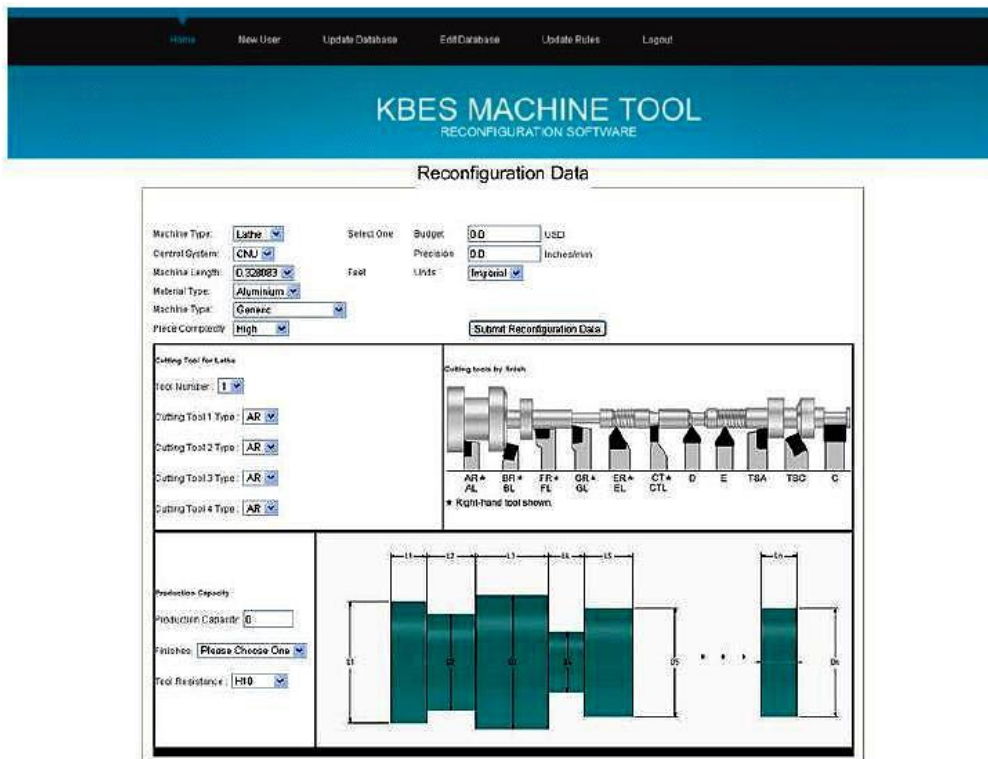 Home New User Update Database Edit Database Update Rules Logout
KBES MACHINE TOOL
RECONFIGURATION SOFTWARE
Reconfiguration Data
Machine Type: Lathe Select One Budget 0.0 USD
Control System: CNU Precision 0.0 Inches/mm
Machine Length: 0.328083 Feet Units Imperial
Material Type: Aluminium
Machine Type: Generic
Piece Complexity High Submit Reconfiguration Data
Cutting Tool for Lathe
Tool Number : 1
Cutting Tool 1 Type : AR
Cutting Tool 2 Type : AR
Cutting Tool 3 Type : AR
Cutting Tool 4 Type : AR
Cutting tools by finish
AR★ BR★ FR★ GR★ ER★ CT★ D E TSA TSC C
AL BL FL GL EL CTL
★ Right-hand tool shown.
Production Capacity
Production Capacity: 0
Finishes: Please Choose One
Tool Resistance : H10
L1 L2 L3 L4 L5 Ln
D2 D3 D4 D5 Dn